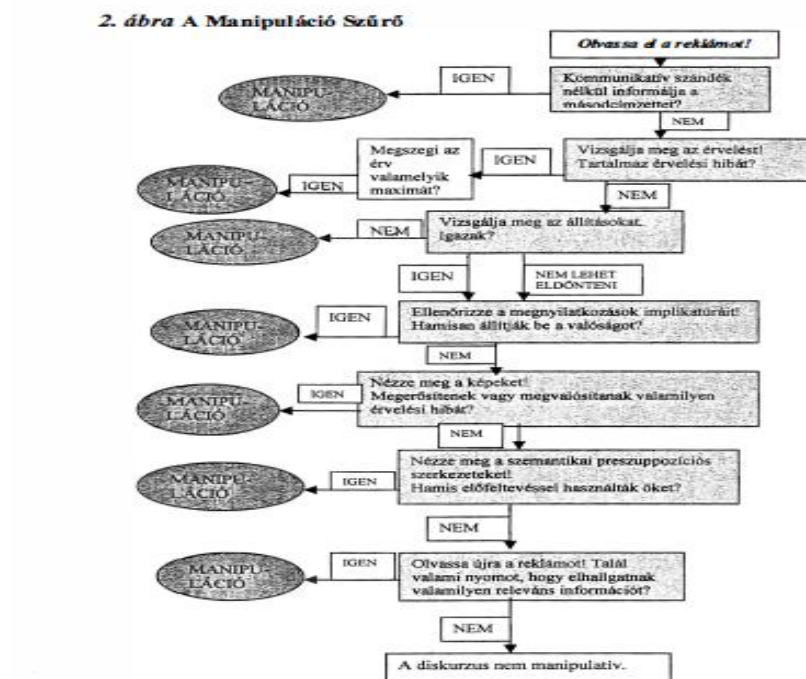 2. ábra A Manipuláció Szűrő
Olvassa el a reklámot!
IGEN
Kommunikatív szándék
nélkül informálja a
másodcímzettet?
MANIPU-
LÁCIÓ
NEM
Vizsgálja meg az érvelést!
Tartalmaz érvelési hibát?
IGEN
Megszegi az
érv
valamelyik
maximát?
IGEN
MANIPU-
LÁCIÓ
NEM
Vizsgálja meg az állításokat.
Igazak?
NEM
MANIPU-
LÁCIÓ
IGEN
NEM LEHET
ELDÖNTENI
Ellenőrizze a megnyilatkozások implikatúráit!
Hamisan állítják be a valóságot?
IGEN
MANIPU-
LÁCIÓ
NEM
Nézze meg a képeket!
Megerősítenek vagy megvalósítanak valamilyen
érvelési hibát?
IGEN
MANIPU-
LÁCIÓ
NEM
Nézze meg a szemantikai preszuppozíciós
szerkezeteket!
Hamis előfeltevéssel használták őket?
IGEN
MANIPU-
LÁCIÓ
NEM
Olvassa újra a reklámot! Talál
valami nyomot, hogy elhallgatnak
valamilyen releváns információt?
IGEN
MANIPU-
LÁCIÓ
NEM
A diskurzus nem manipulatív.